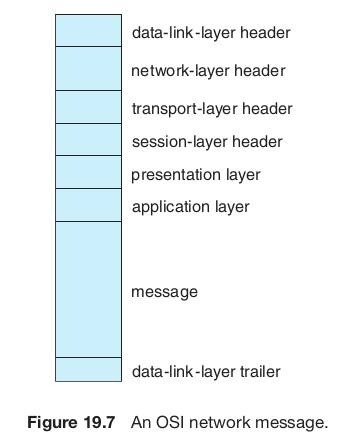 data-link-layer header
network-layer header
transport-layer header
session-layer header
presentation layer
application layer
message
data-link-layer trailer
Figure 19.7 An OSI network message.